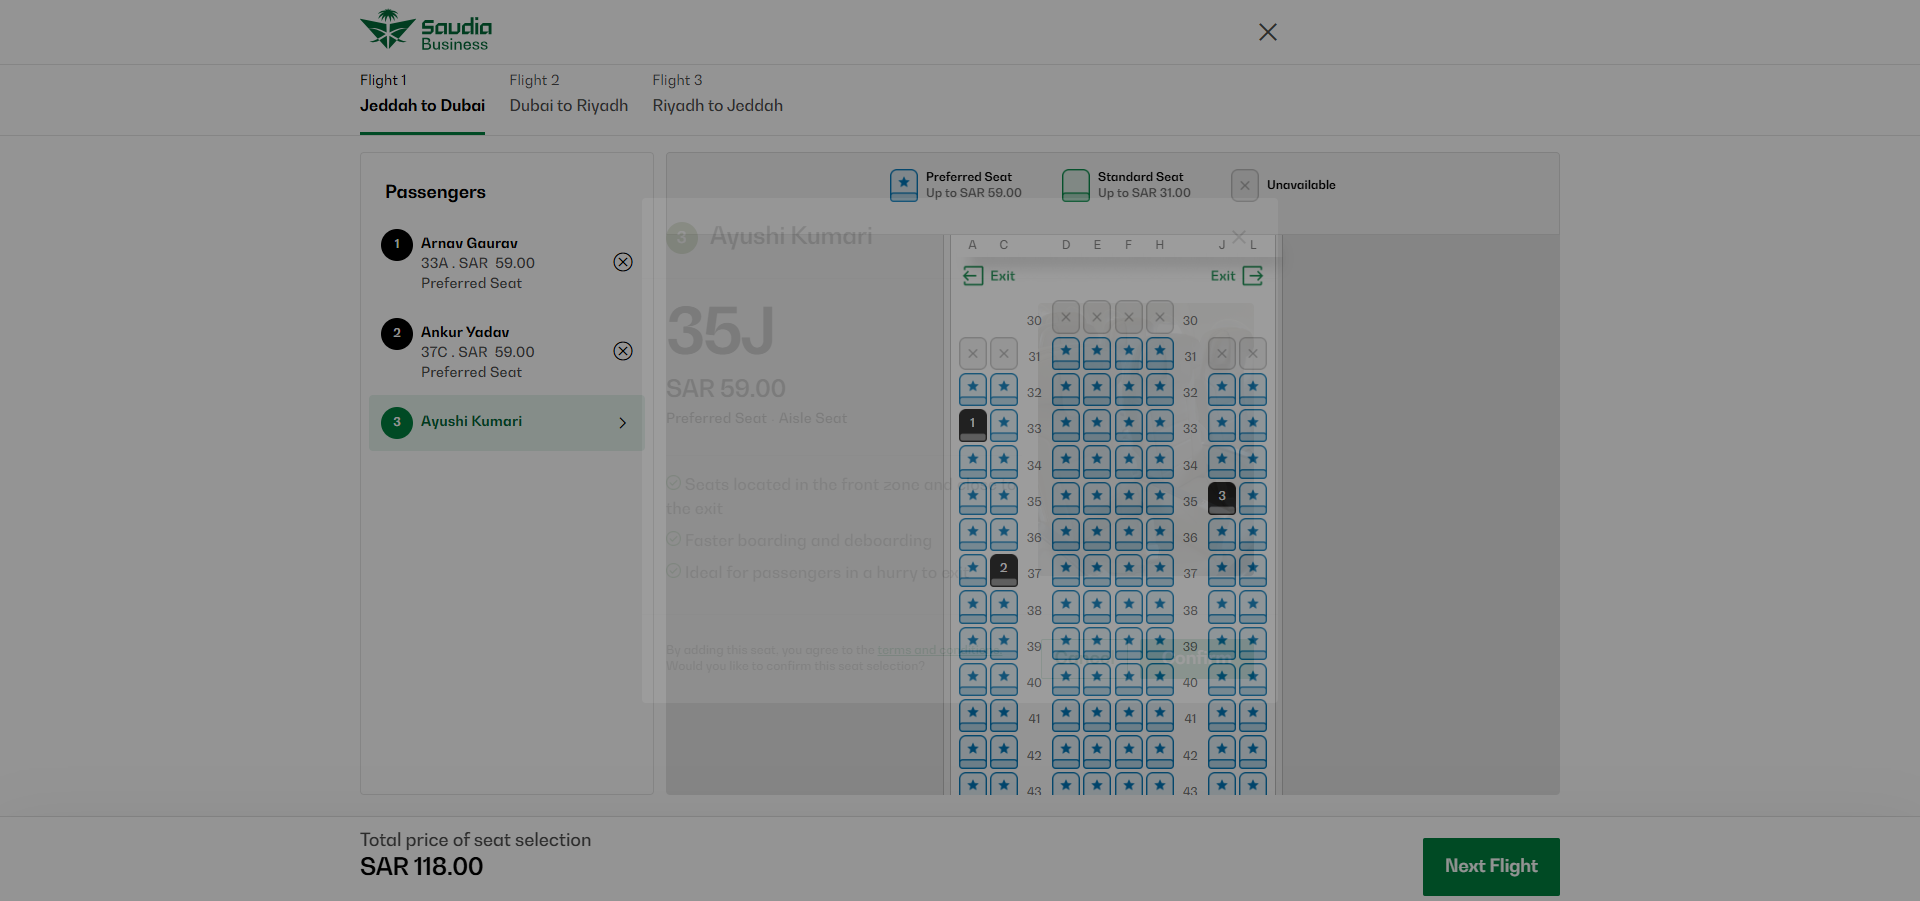 Saudia
Business
Flight 1
Jeddah to Dubai
Flight 2
Dubai to Riyadh
Flight 3
Riyadh to Jeddah
Passengers
1
Arnav Gaurav
33A . SAR 59.00
Preferred Seat
2
Ankur Yadav
37C . SAR 59.00
Preferred Seat
3
Ayushi Kumari
Preferred Seat
Up to SAR 59.00
Standard Seat
Up to SAR 31.00
Unavailable
3 Ayushi Kumari
35J
SAR 59.00
Preferred Seat - Aisle Seat
Seats located in the front zone and close to
the exit
Faster boarding and deboarding
Ideal for passengers in a hurry to exit
By adding this seat, you agree to the terms and conditions.
Would you like to confirm this seat selection?
Cancel
Confirm
A C D E F H J L
Exit Exit
30 30
31 31
32 32
1 33 33
34 34
35 3 35
36 36
2 37 37
38 38
39 39
40 40
41 41
42 42
43 43
Total price of seat selection
SAR 118.00
Next Flight